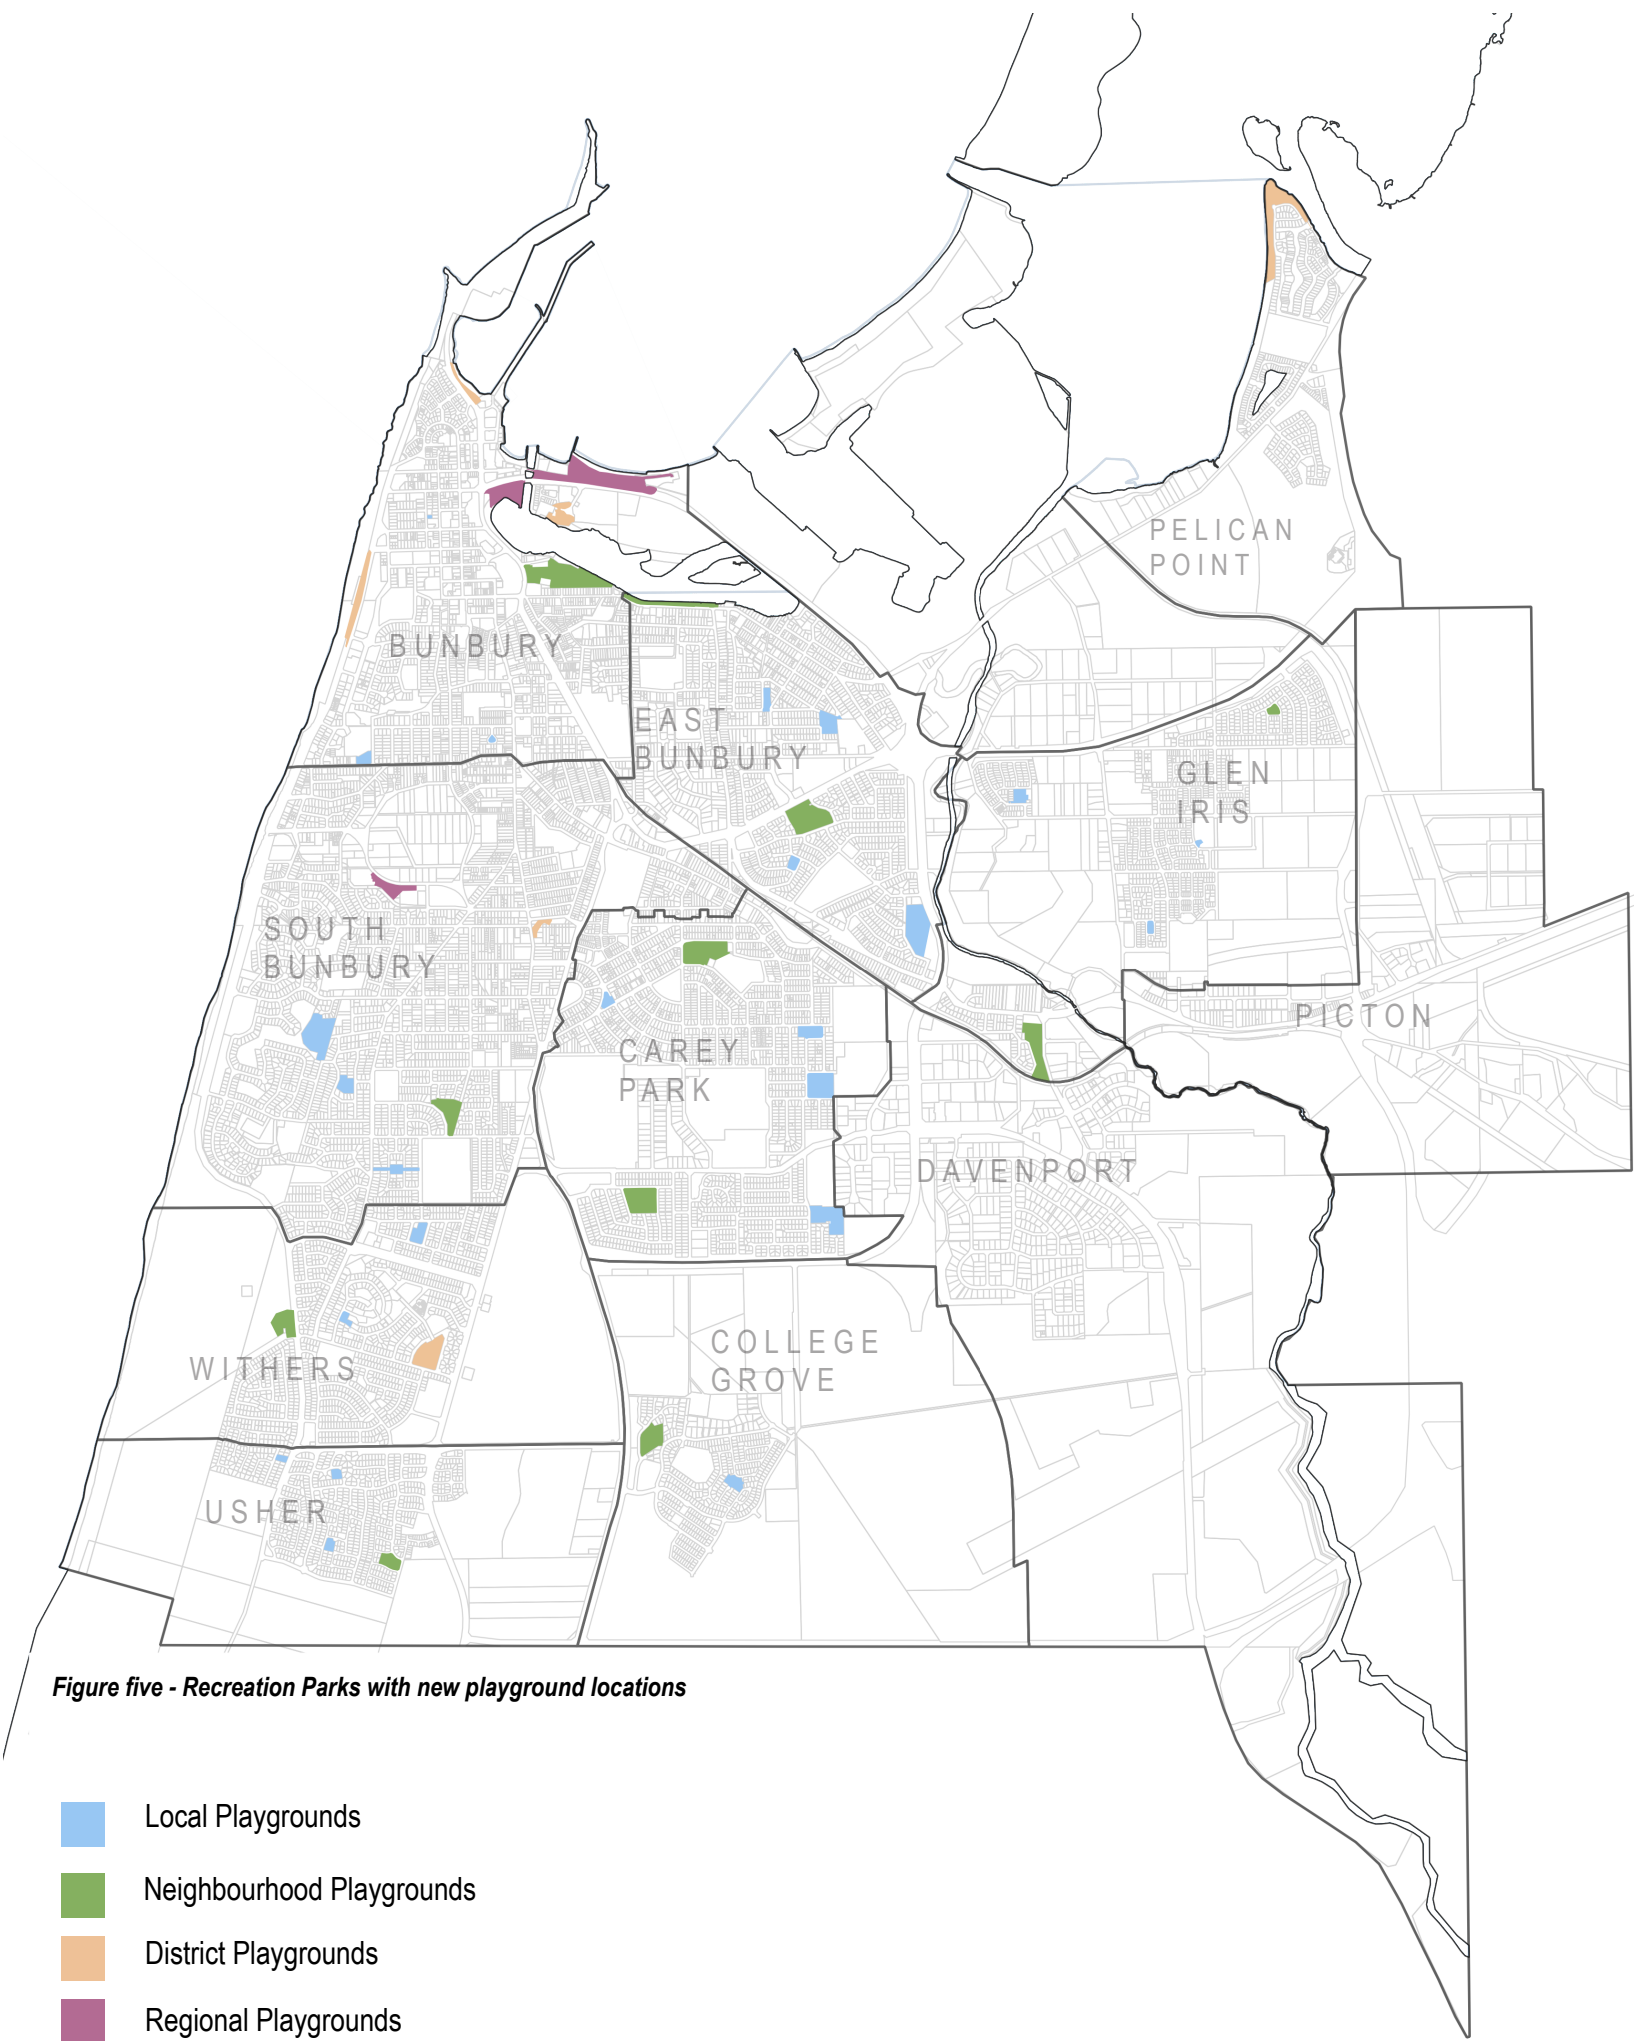 PELICAN
POINT
BUNBURY
EAST
BUNBURY
GLEN
IRIS
SOUTH
BUNBURY
PICTON
CAREY
PARK
DAVENPORT
COLLEGE
GROVE
WITHERS
USHER
Figure five - Recreation Parks with new playground locations
Local Playgrounds
Neighbourhood Playgrounds
District Playgrounds
Regional Playgrounds